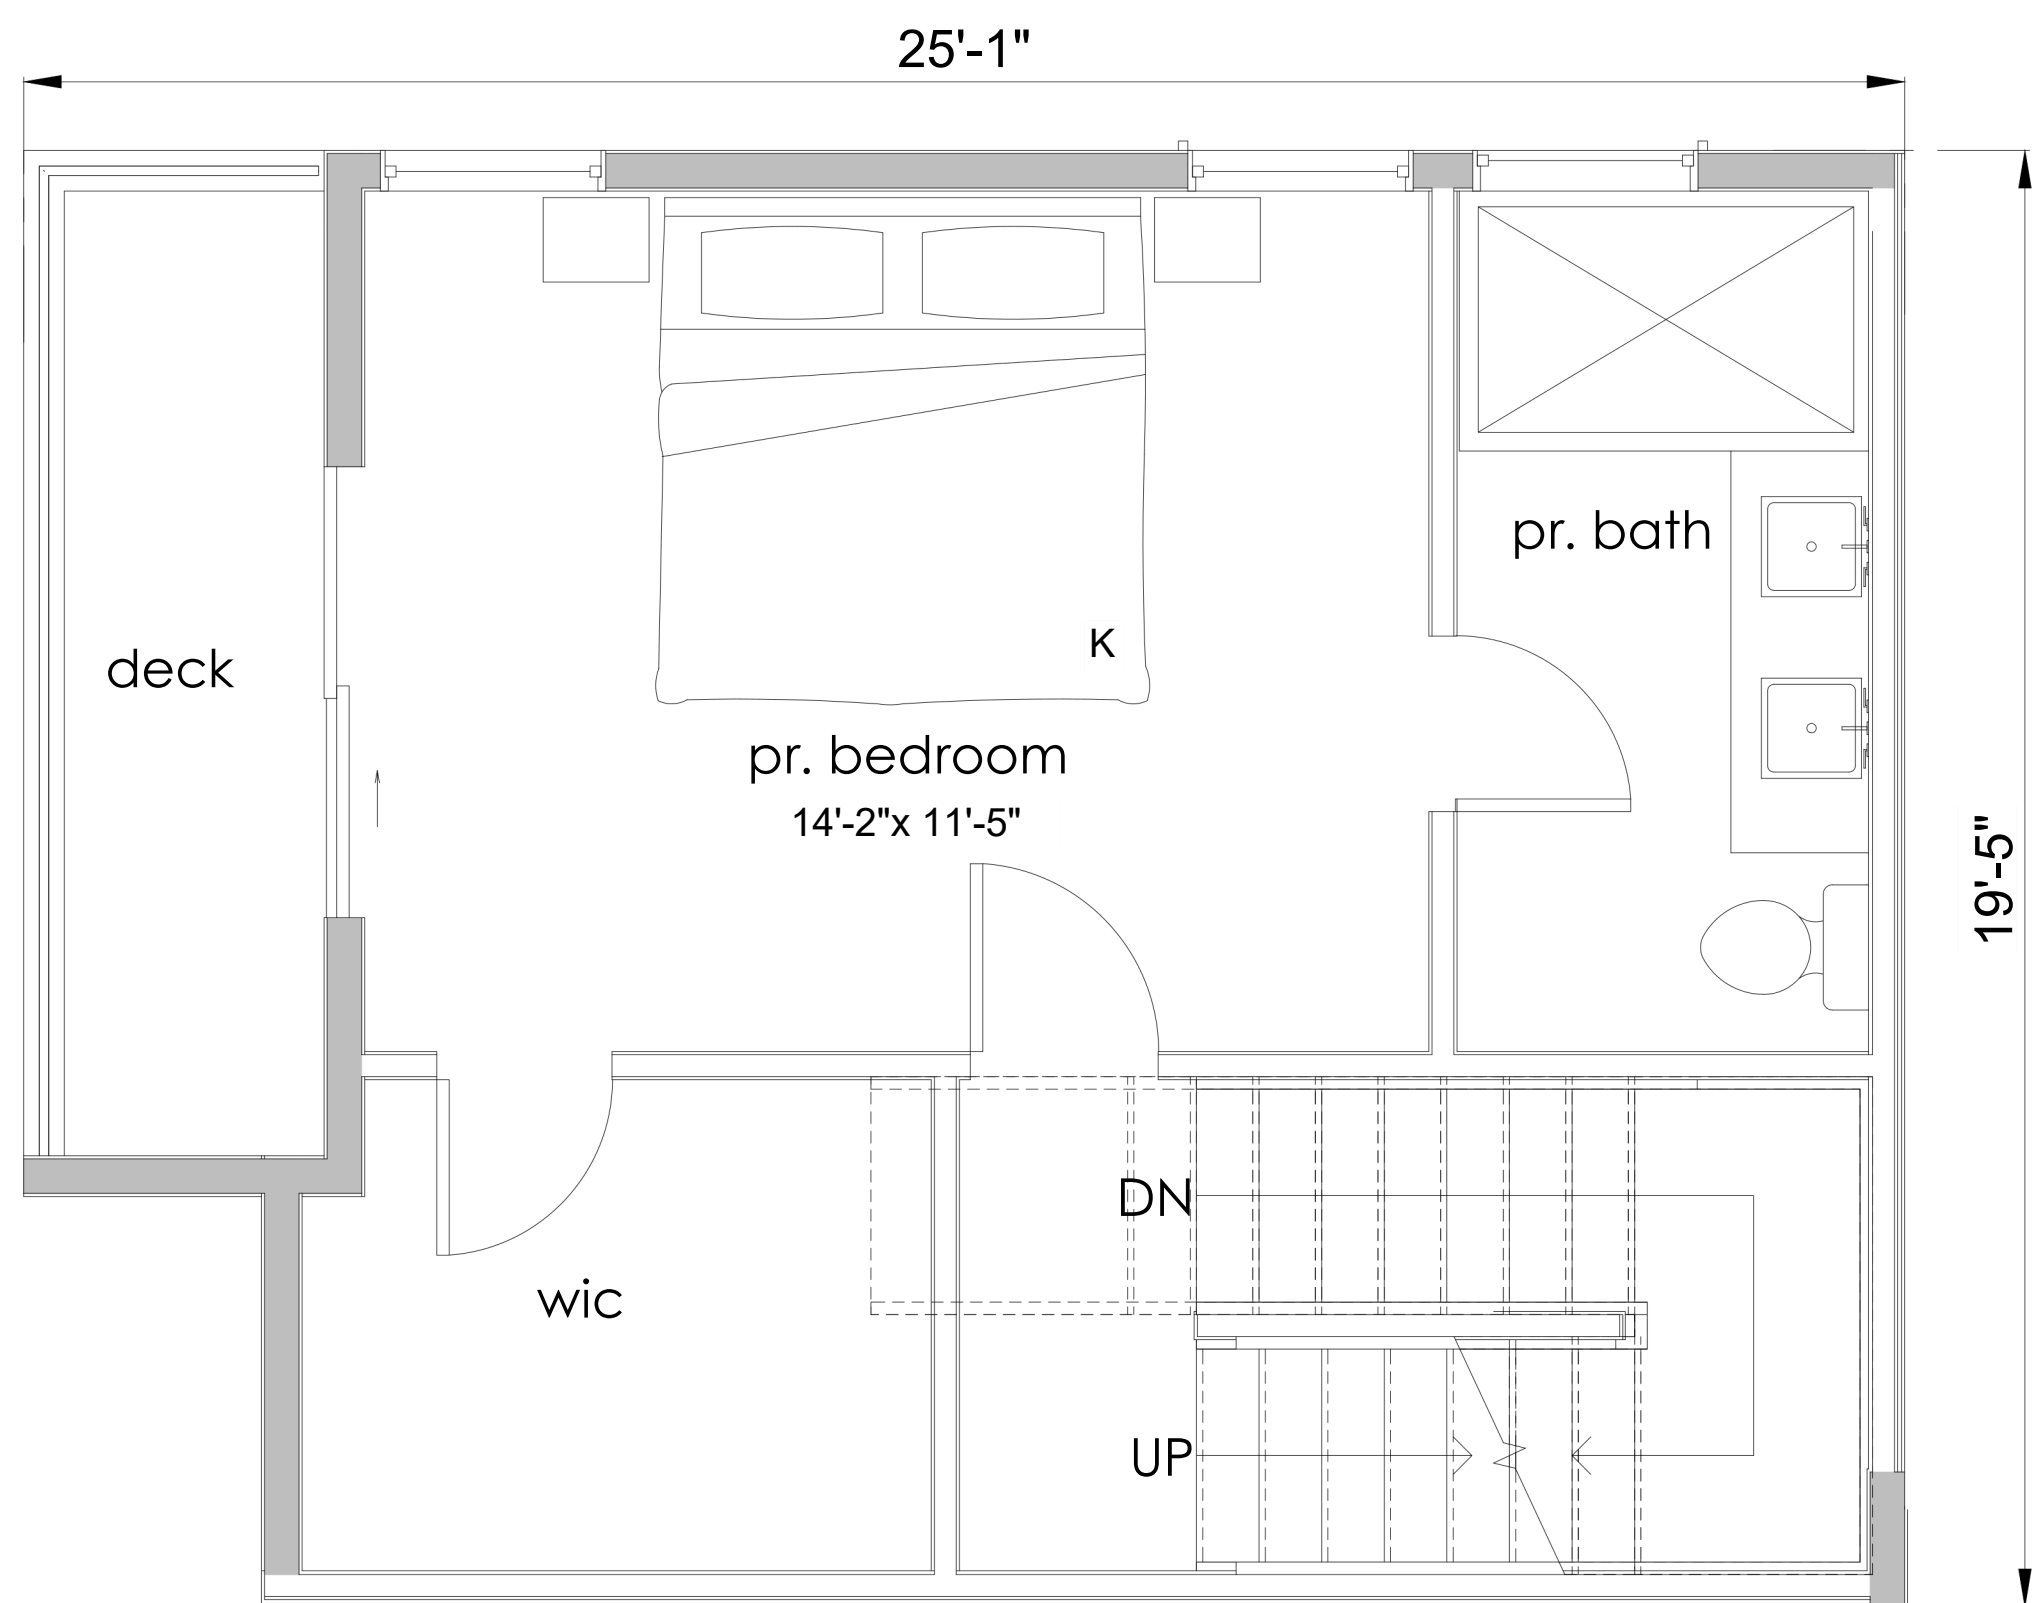 25'-1"
pr. bath
deck
K
pr. bedroom
14'-2"x 11'-5"
19'-5"
DN
wic
UP